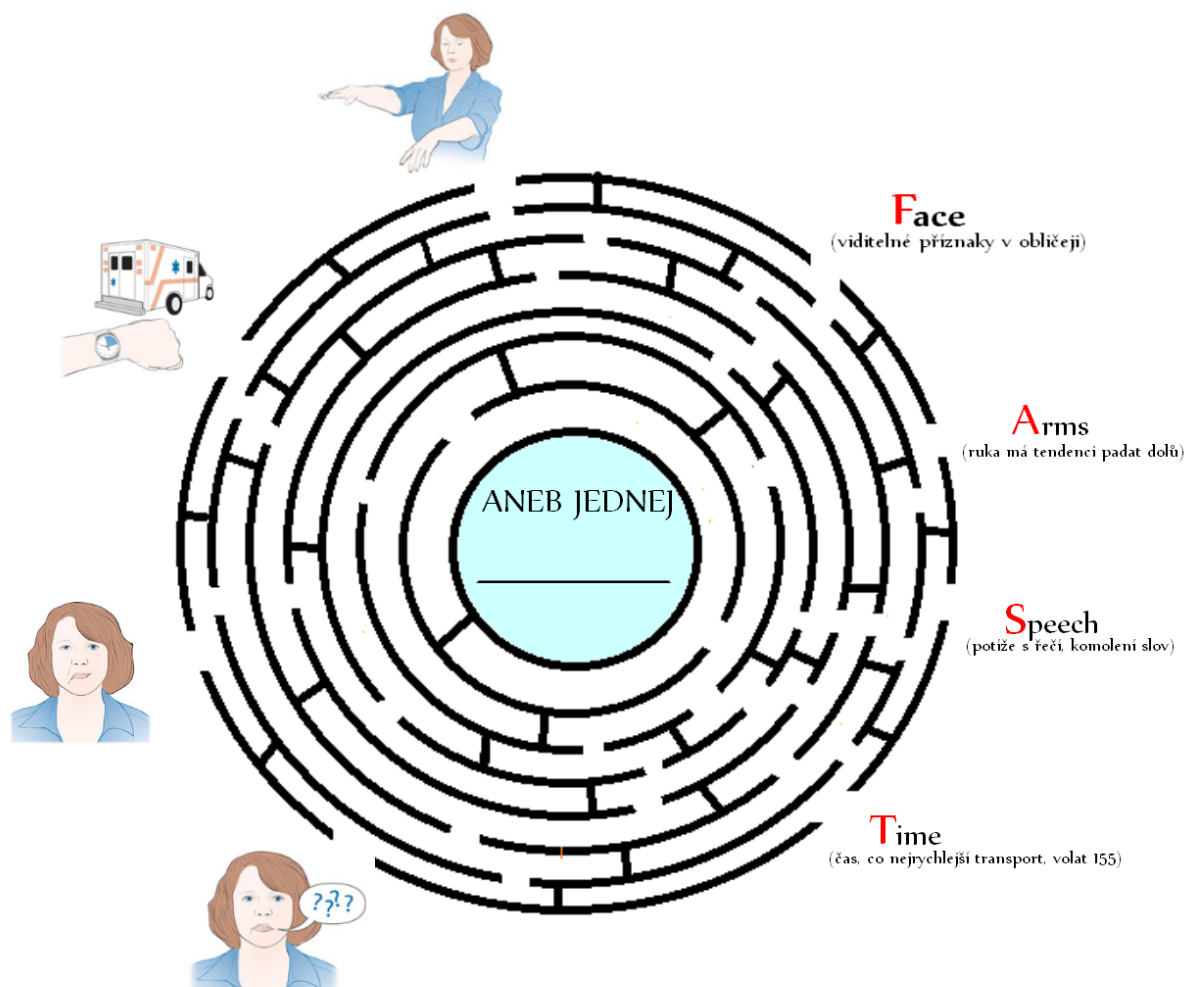 Face
(viditelné příznaky v obličeji)
Arms
(ruka má tendenci padat dolů)
ANEB JEDNEJ
Speech
(potíže s řečí, komolení slov)
Time
(čas, co nejrychlejší transport, volat 155)
????